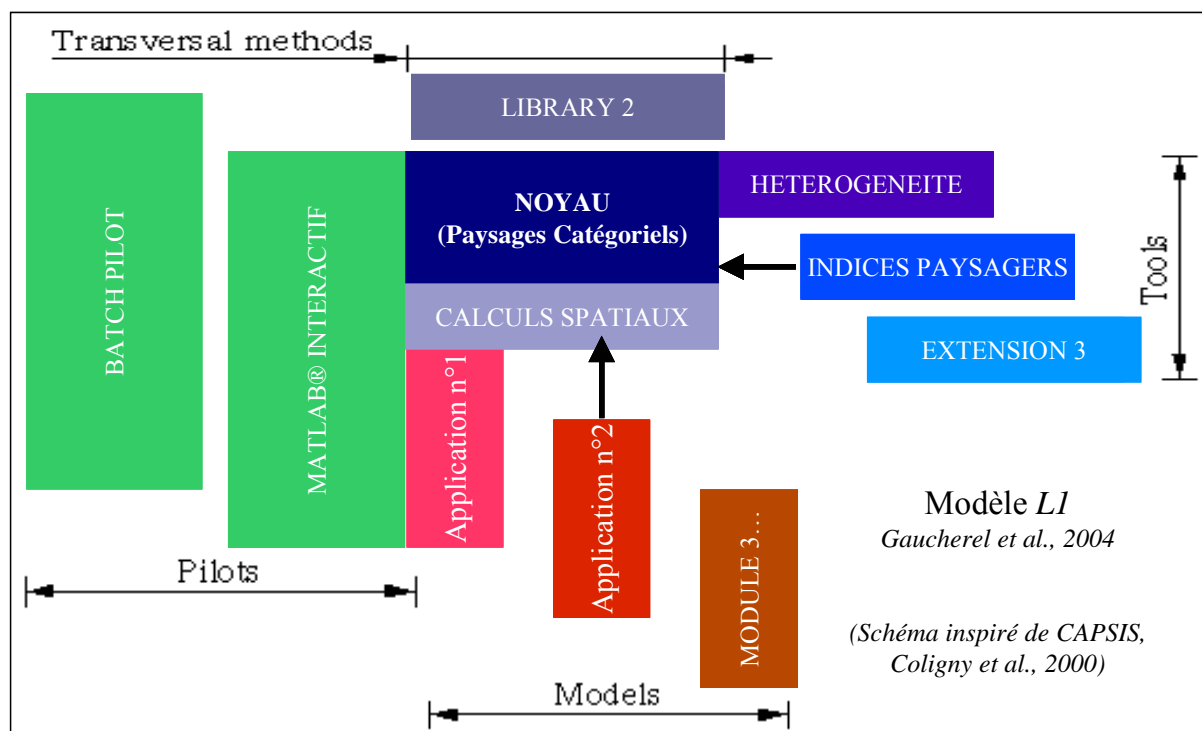 Transversal methods
LIBRARY 2
BATCH PILOT
MATLAB® INTERACTIF
NOYAU
(Paysages Catégoriels)
HETEROGENEITE
INDICES PAYSAGERS
EXTENSION 3
Tools
CALCULS SPATIAUX
Application n°1
Application n°2
MODULE 3...
Modèle L1
Gaucherel et al., 2004
(Schéma inspiré de CAPSIS,
Coligny et al., 2000)
Pilots
Models